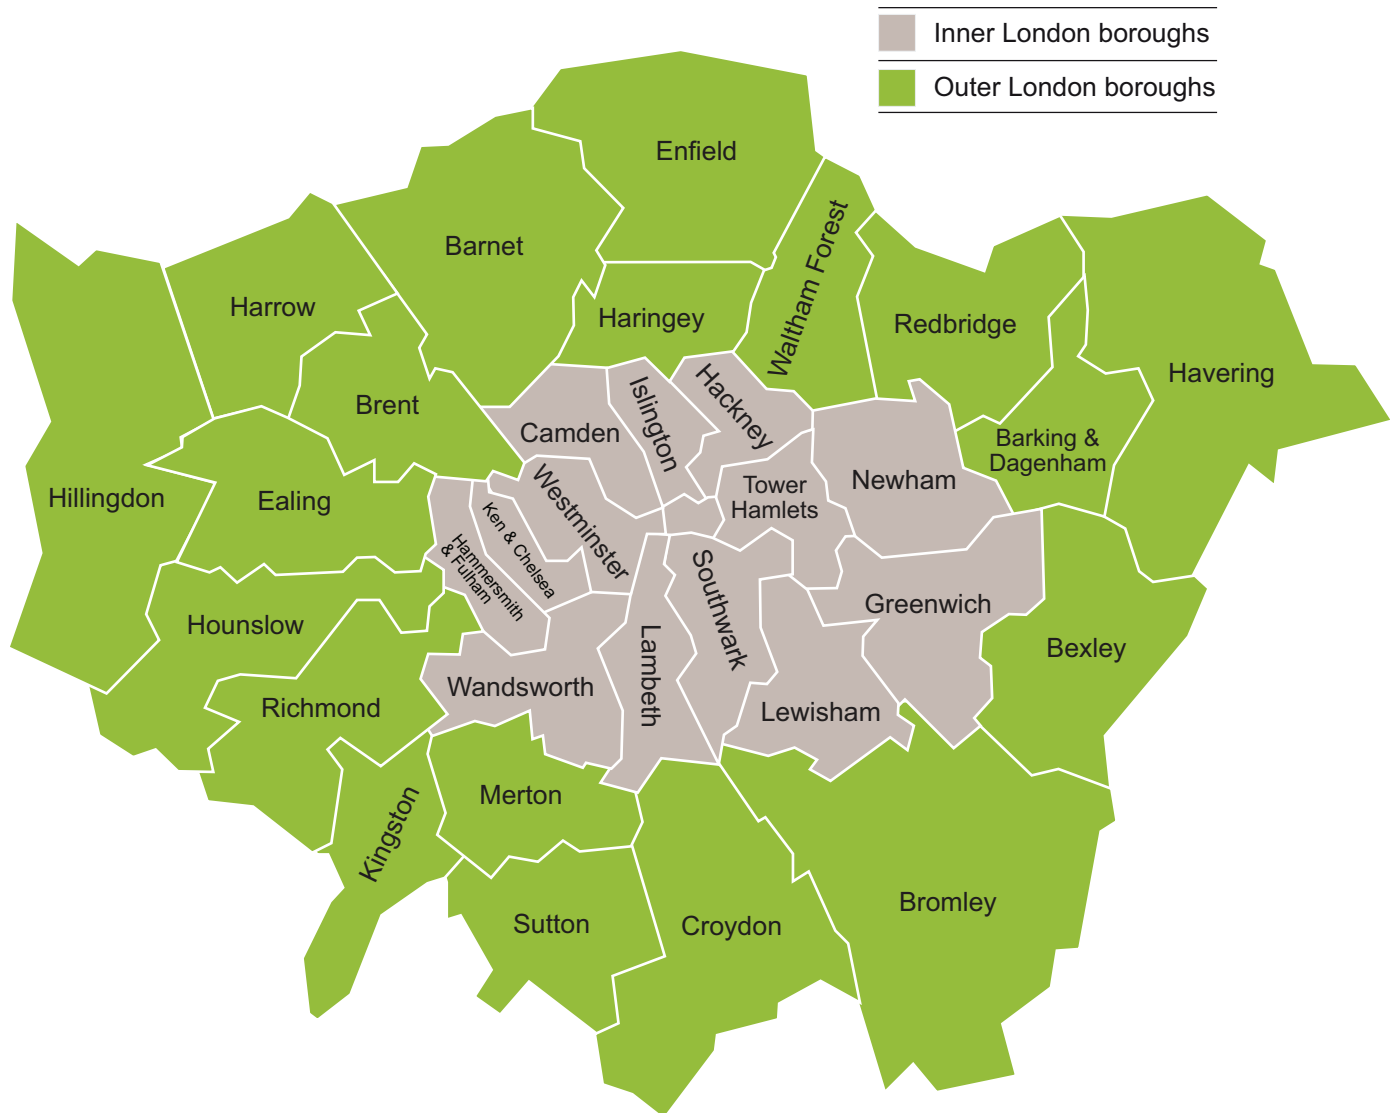 Inner London boroughs
Outer London boroughs
Enfield
Barnet
Waltham Forest
Harrow
Haringey
Redbridge
Havering
Brent
Islington
Hackney
Camden
Barking &
Dagenham
Hillingdon
Ealing
Westminster
Tower
Hamlets
Newham
Ken & Chelsea
Hammersmith
& Fulham
Southwark
Greenwich
Hounslow
Lambeth
Bexley
Richmond
Wandsworth
Lewisham
Kingston
Merton
Sutton
Croydon
Bromley